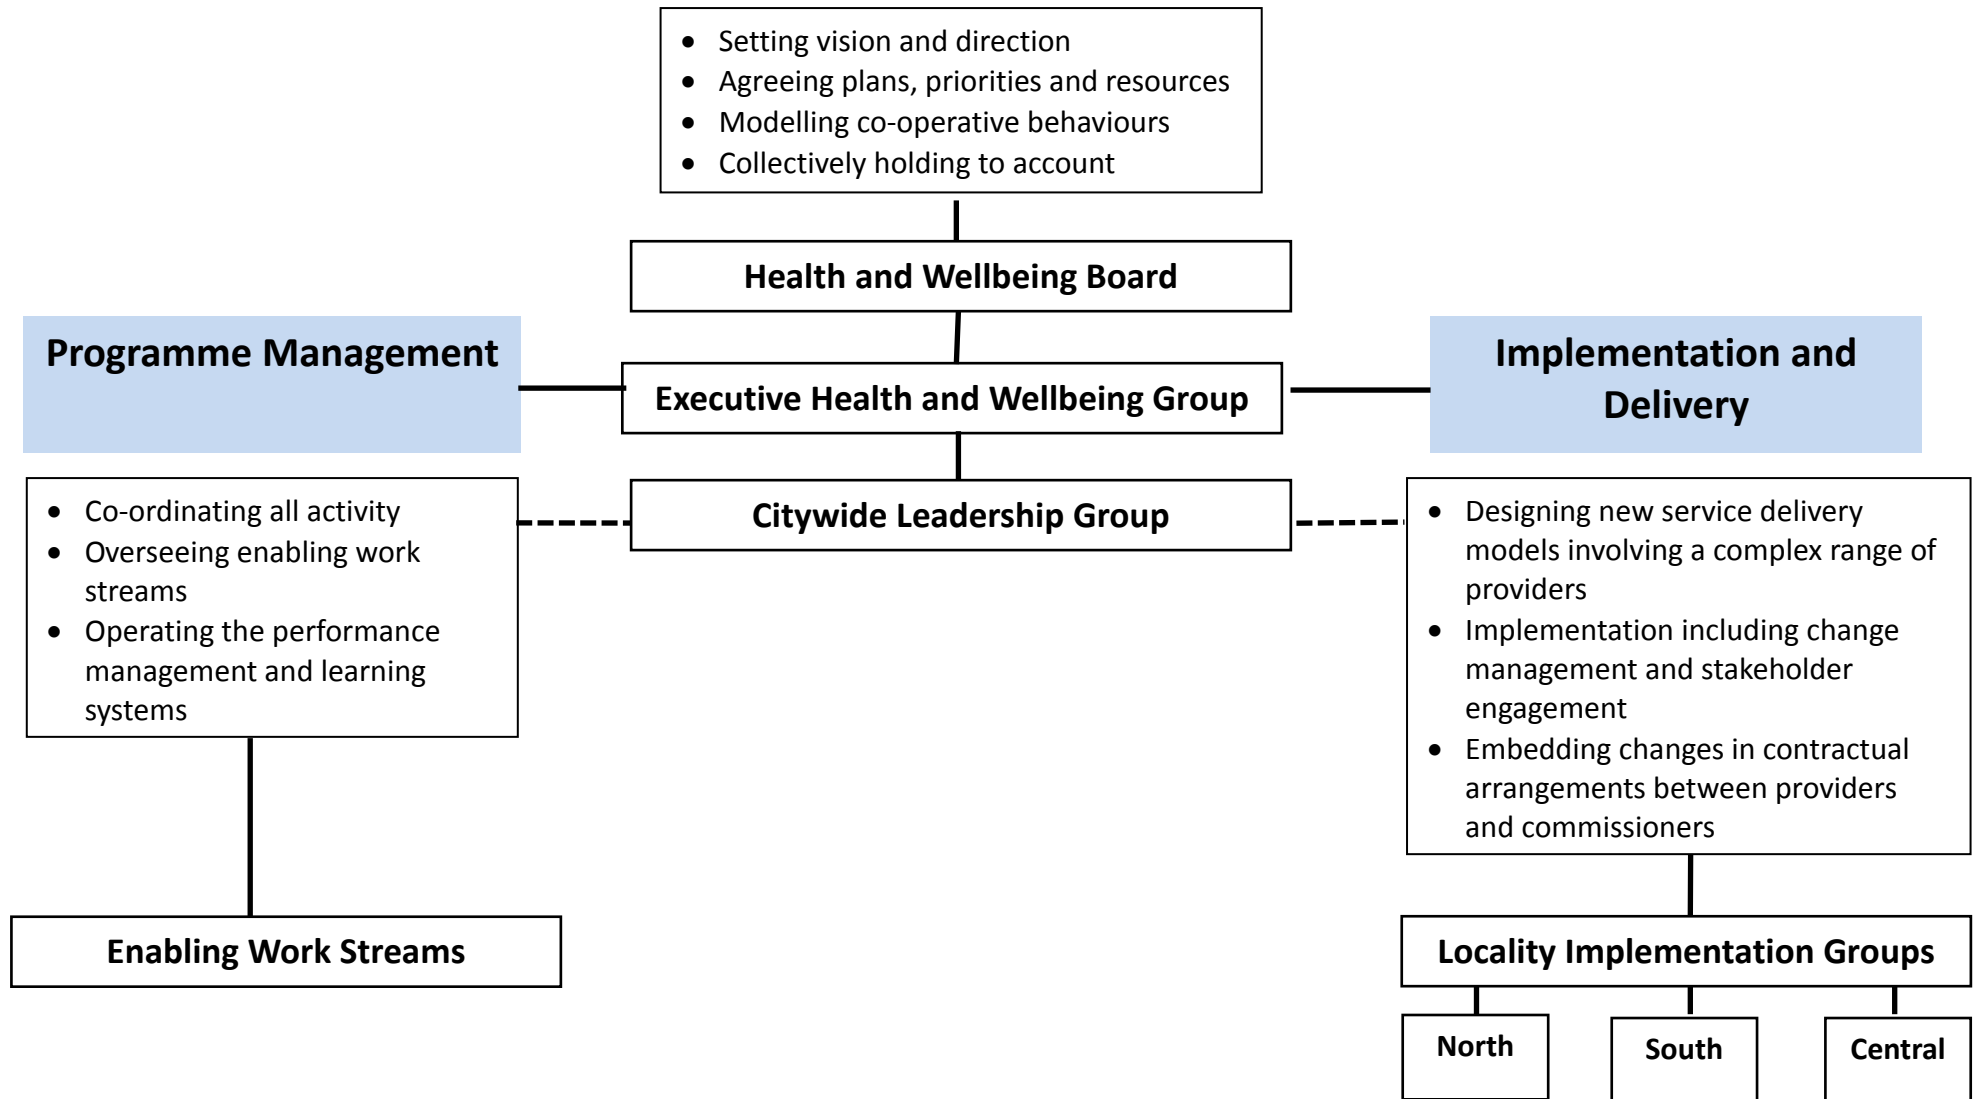 • Setting vision and direction
• Agreeing plans, priorities and resources
• Modelling co-operative behaviours
• Collectively holding to account
Health and Wellbeing Board
Programme Management
Executive Health and Wellbeing Group
Implementation and
Delivery
Citywide Leadership Group
• Co-ordinating all activity
• Overseeing enabling work
streams
• Operating the performance
management and learning
systems
• Designing new service delivery
models involving a complex range of
providers
• Implementation including change
management and stakeholder
engagement
• Embedding changes in contractual
arrangements between providers
and commissioners
Enabling Work Streams
Locality Implementation Groups
North
South
Central